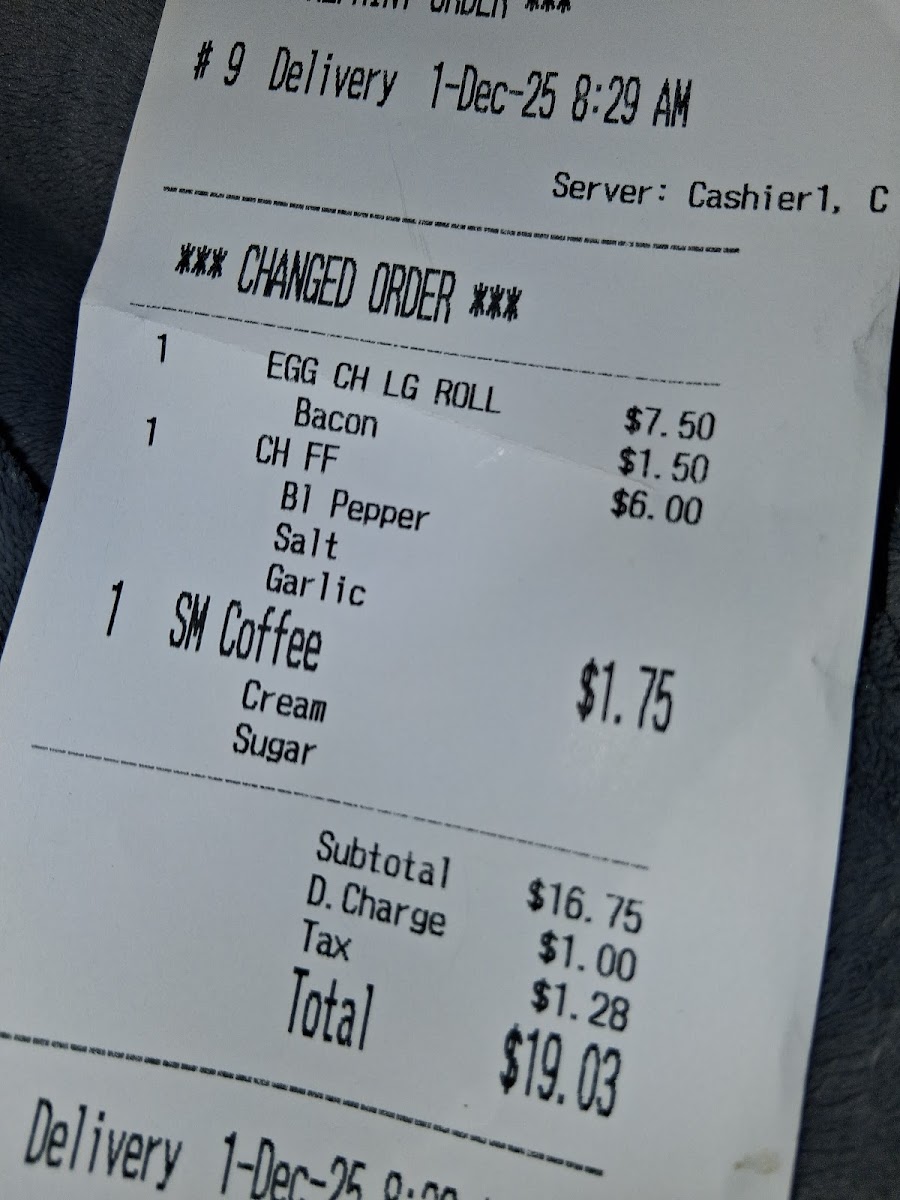 ORDER ***
# 9 Delivery 1-Dec-25 8:29 AM
Server: Cashier1, C
*** CHANGED ORDER ***
1 EGG CH LG ROLL $7.50
Bacon $1.50
1 CH FF $6.00
Bl Pepper
Salt
Garlic
1 SM Coffee $1.75
Cream
Sugar
Subtotal $16.75
D.Charge $1.00
Tax $1.28
Total $19.03
Delivery 1-Dec-25